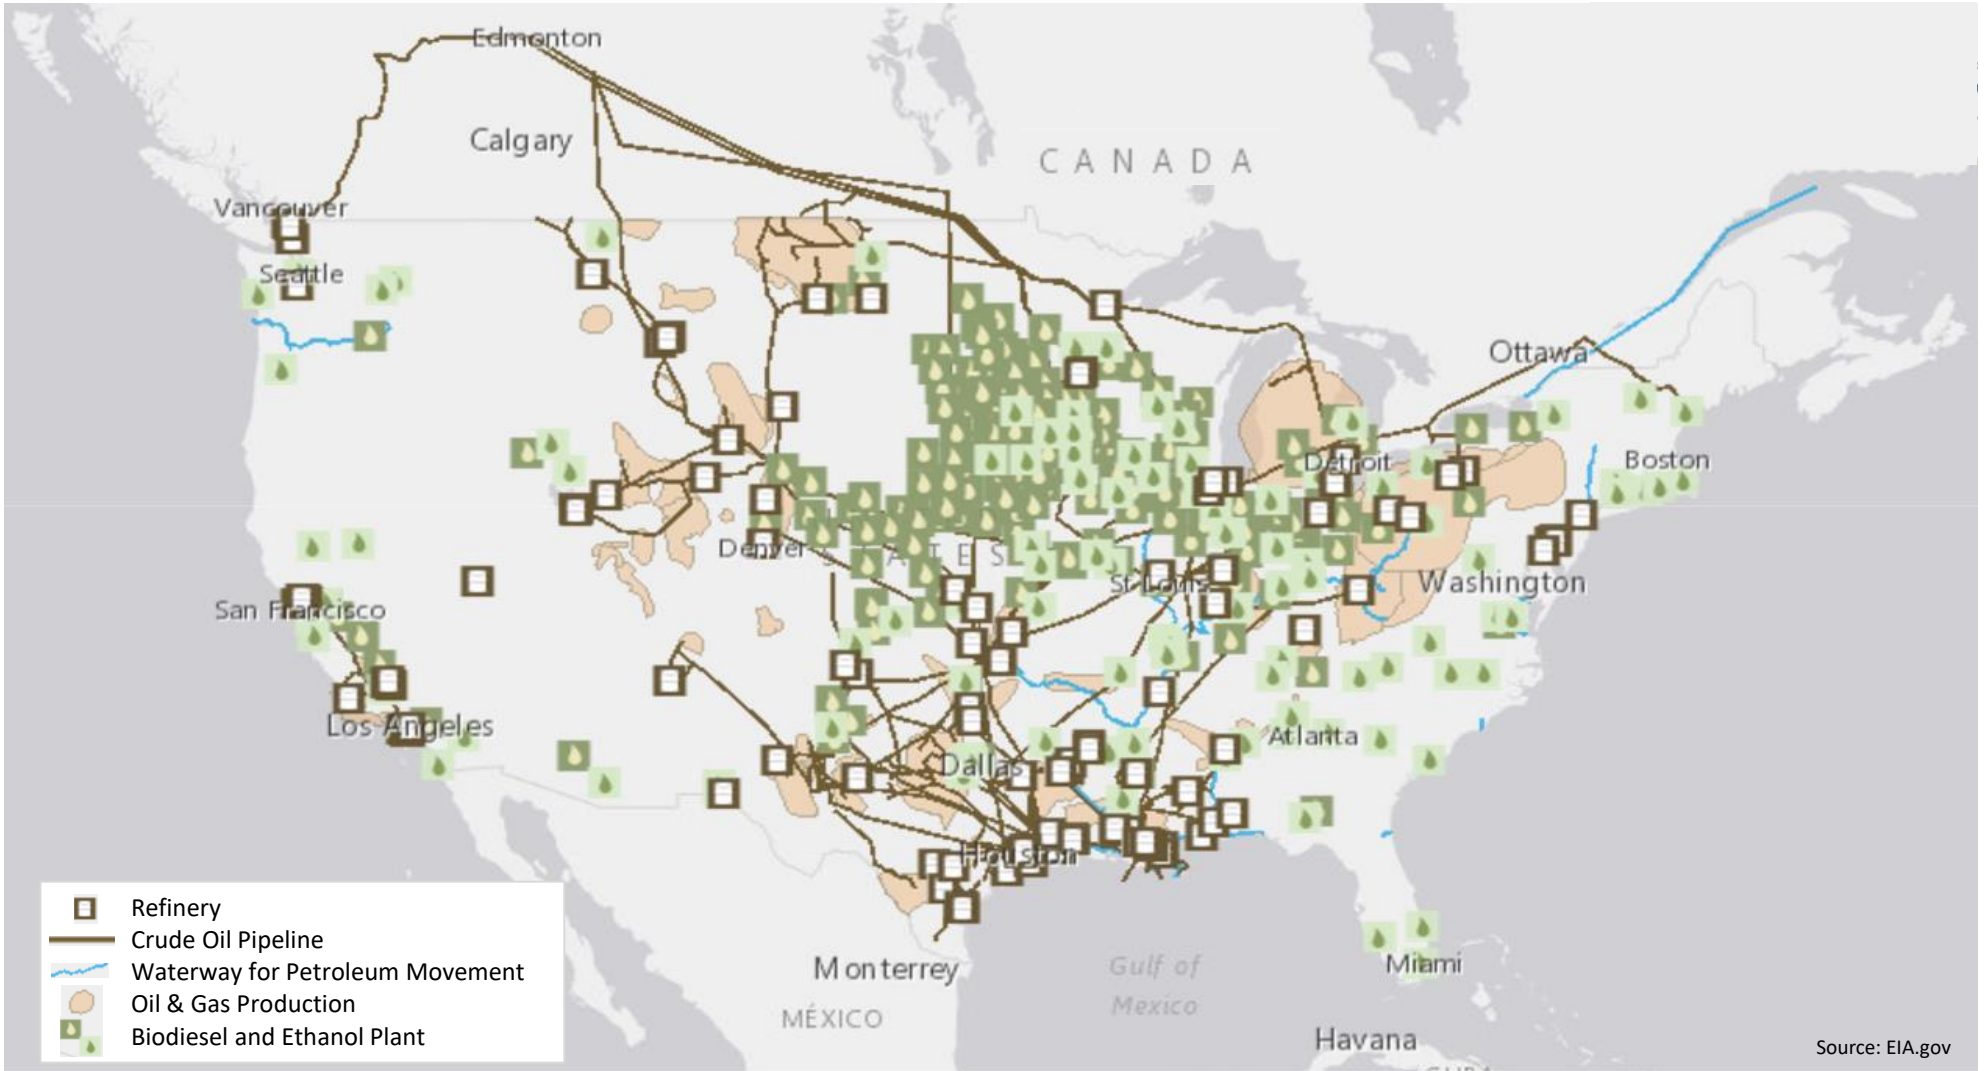 Edmonton
Calgary
CANADA
Vancouver
Seattle
Ottawa
Boston
Detroit
Denver
STATES
St Louis
Washington
San Francisco
Los Angeles
Atlanta
Dallas
Houston
Monterrey
Gulf of
Mexico
Miami
MÉXICO
Havana
Refinery
Crude Oil Pipeline
Waterway for Petroleum Movement
Oil & Gas Production
Biodiesel and Ethanol Plant
Source: EIA.gov